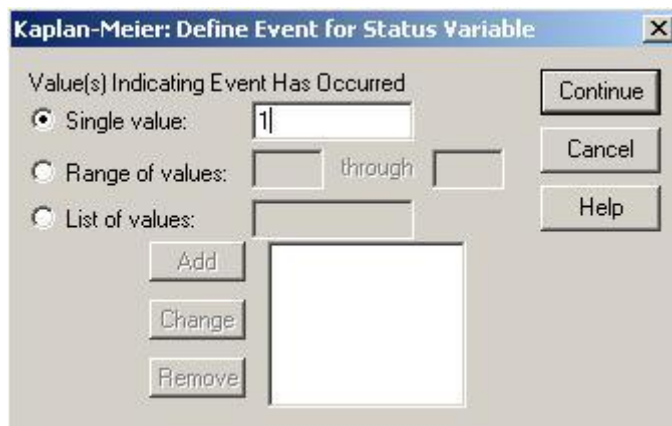 Kaplan-Meier: Define Event for Status Variable
Value(s) Indicating Event Has Occurred
Single value: 1
Range of values: through
List of values:
Add
Change
Remove
Continue
Cancel
Help